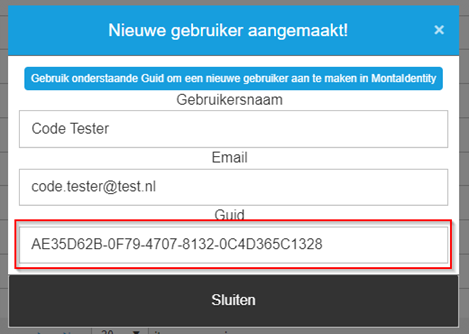 Nieuwe gebruiker aangemaakt!
×
Gebruik onderstaande Guid om een nieuwe gebruiker aan te maken in MontaIdentity
Gebruikersnaam
Code Tester
Email
code.tester@test.nl
Guid
AE35D62B-0F79-4707-8132-0C4D365C1328
Sluiten